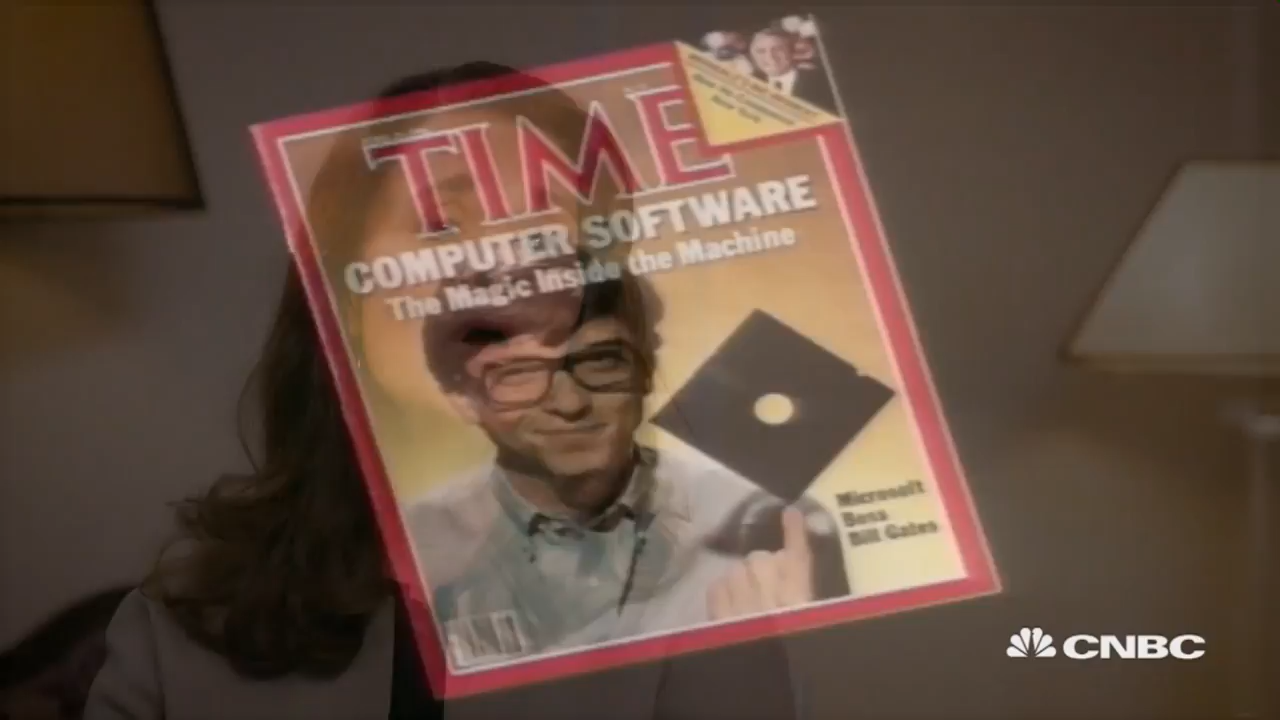 TIME
COMPUTER SOFTWARE
The Magic Inside the Machine
Microsoft
Boss
Bill Gates
CNBC